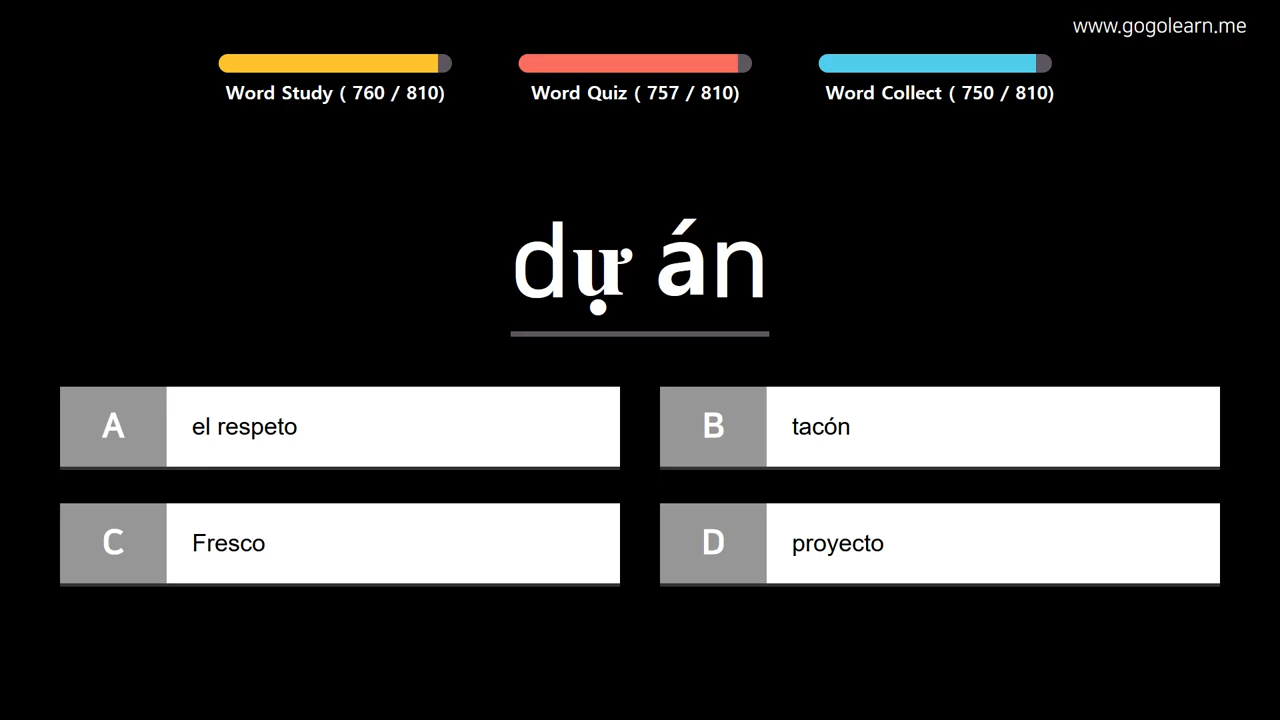 www.gogolearn.me
Word Study ( 760 / 810)
Word Quiz ( 757 / 810)
Word Collect ( 750 / 810)
dự án
A
el respeto
B
tacón
C
Fresco
D
proyecto